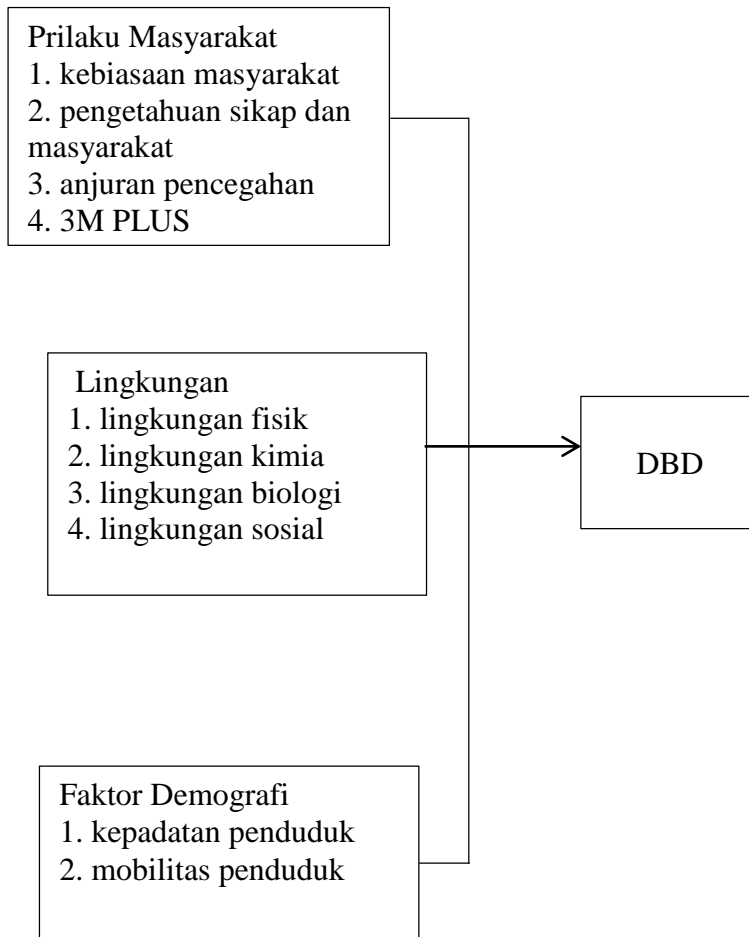 Prilaku Masyarakat
1. kebiasaan masyarakat
2. pengetahuan sikap dan
masyarakat
3. anjuran pencegahan
4. 3M PLUS
Lingkungan
1. lingkungan fisik
2. lingkungan kimia
3. lingkungan biologi
4. lingkungan sosial
DBD
Faktor Demografi
1. kepadatan penduduk
2. mobilitas penduduk